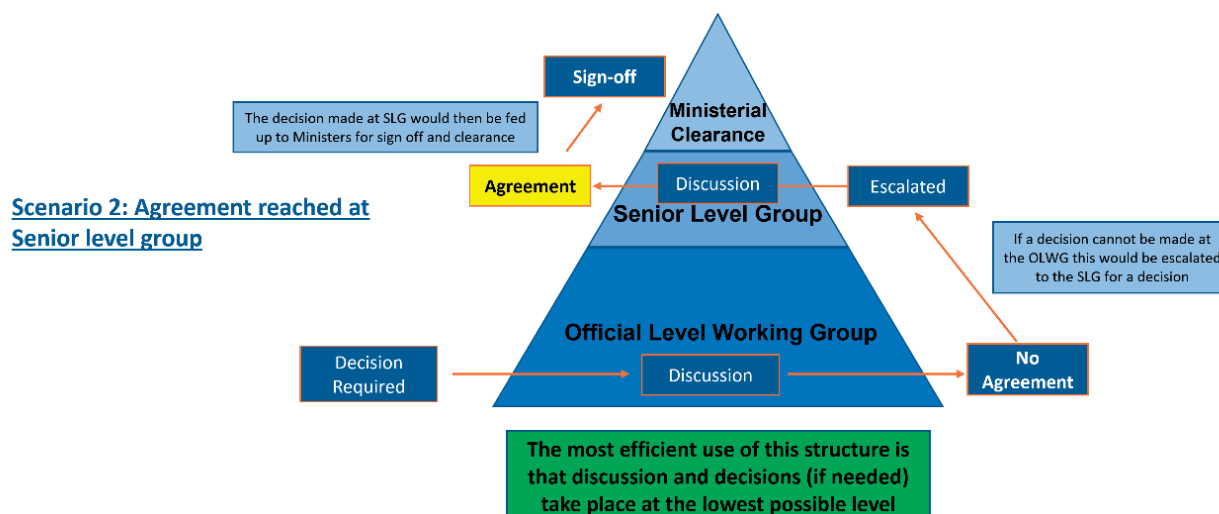 Sign-off
The decision made at SLG would then be fed
up to Ministers for sign off and clearance
Ministerial
Clearance
Agreement
Discussion
Escalated
Senior Level Group
Scenario 2: Agreement reached at
Senior level group
If a decision cannot be made at
the OLWG this would be escalated
to the SLG for a decision
Official Level Working Group
Decision
Required
Discussion
No
Agreement
The most efficient use of this structure is
that discussion and decisions (if needed)
take place at the lowest possible level